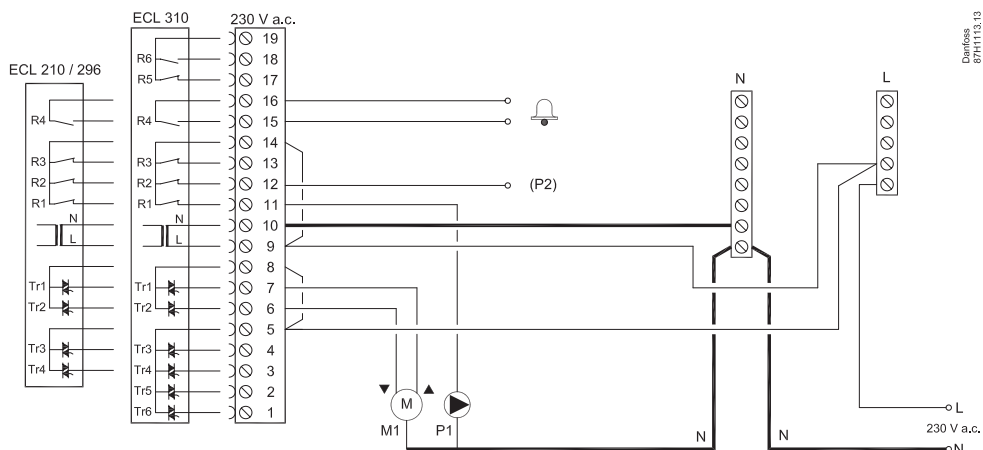 ECL 310
230 V a.c.
Danfoss
87H1113.13
ECL 210 / 296
19
R6 18
R5 17
R4 R4 16
15
14
R3 R3 13
R2 R2 12 (P2)
R1 R1 11
N N 10
L L 9
8
Tr1 Tr1 7
Tr2 Tr2 6
5
Tr3 Tr3 4
Tr4 Tr4 3
Tr5 2
Tr6 1
N
L
M
M1
P1
N
N
L
230 V a.c.
N